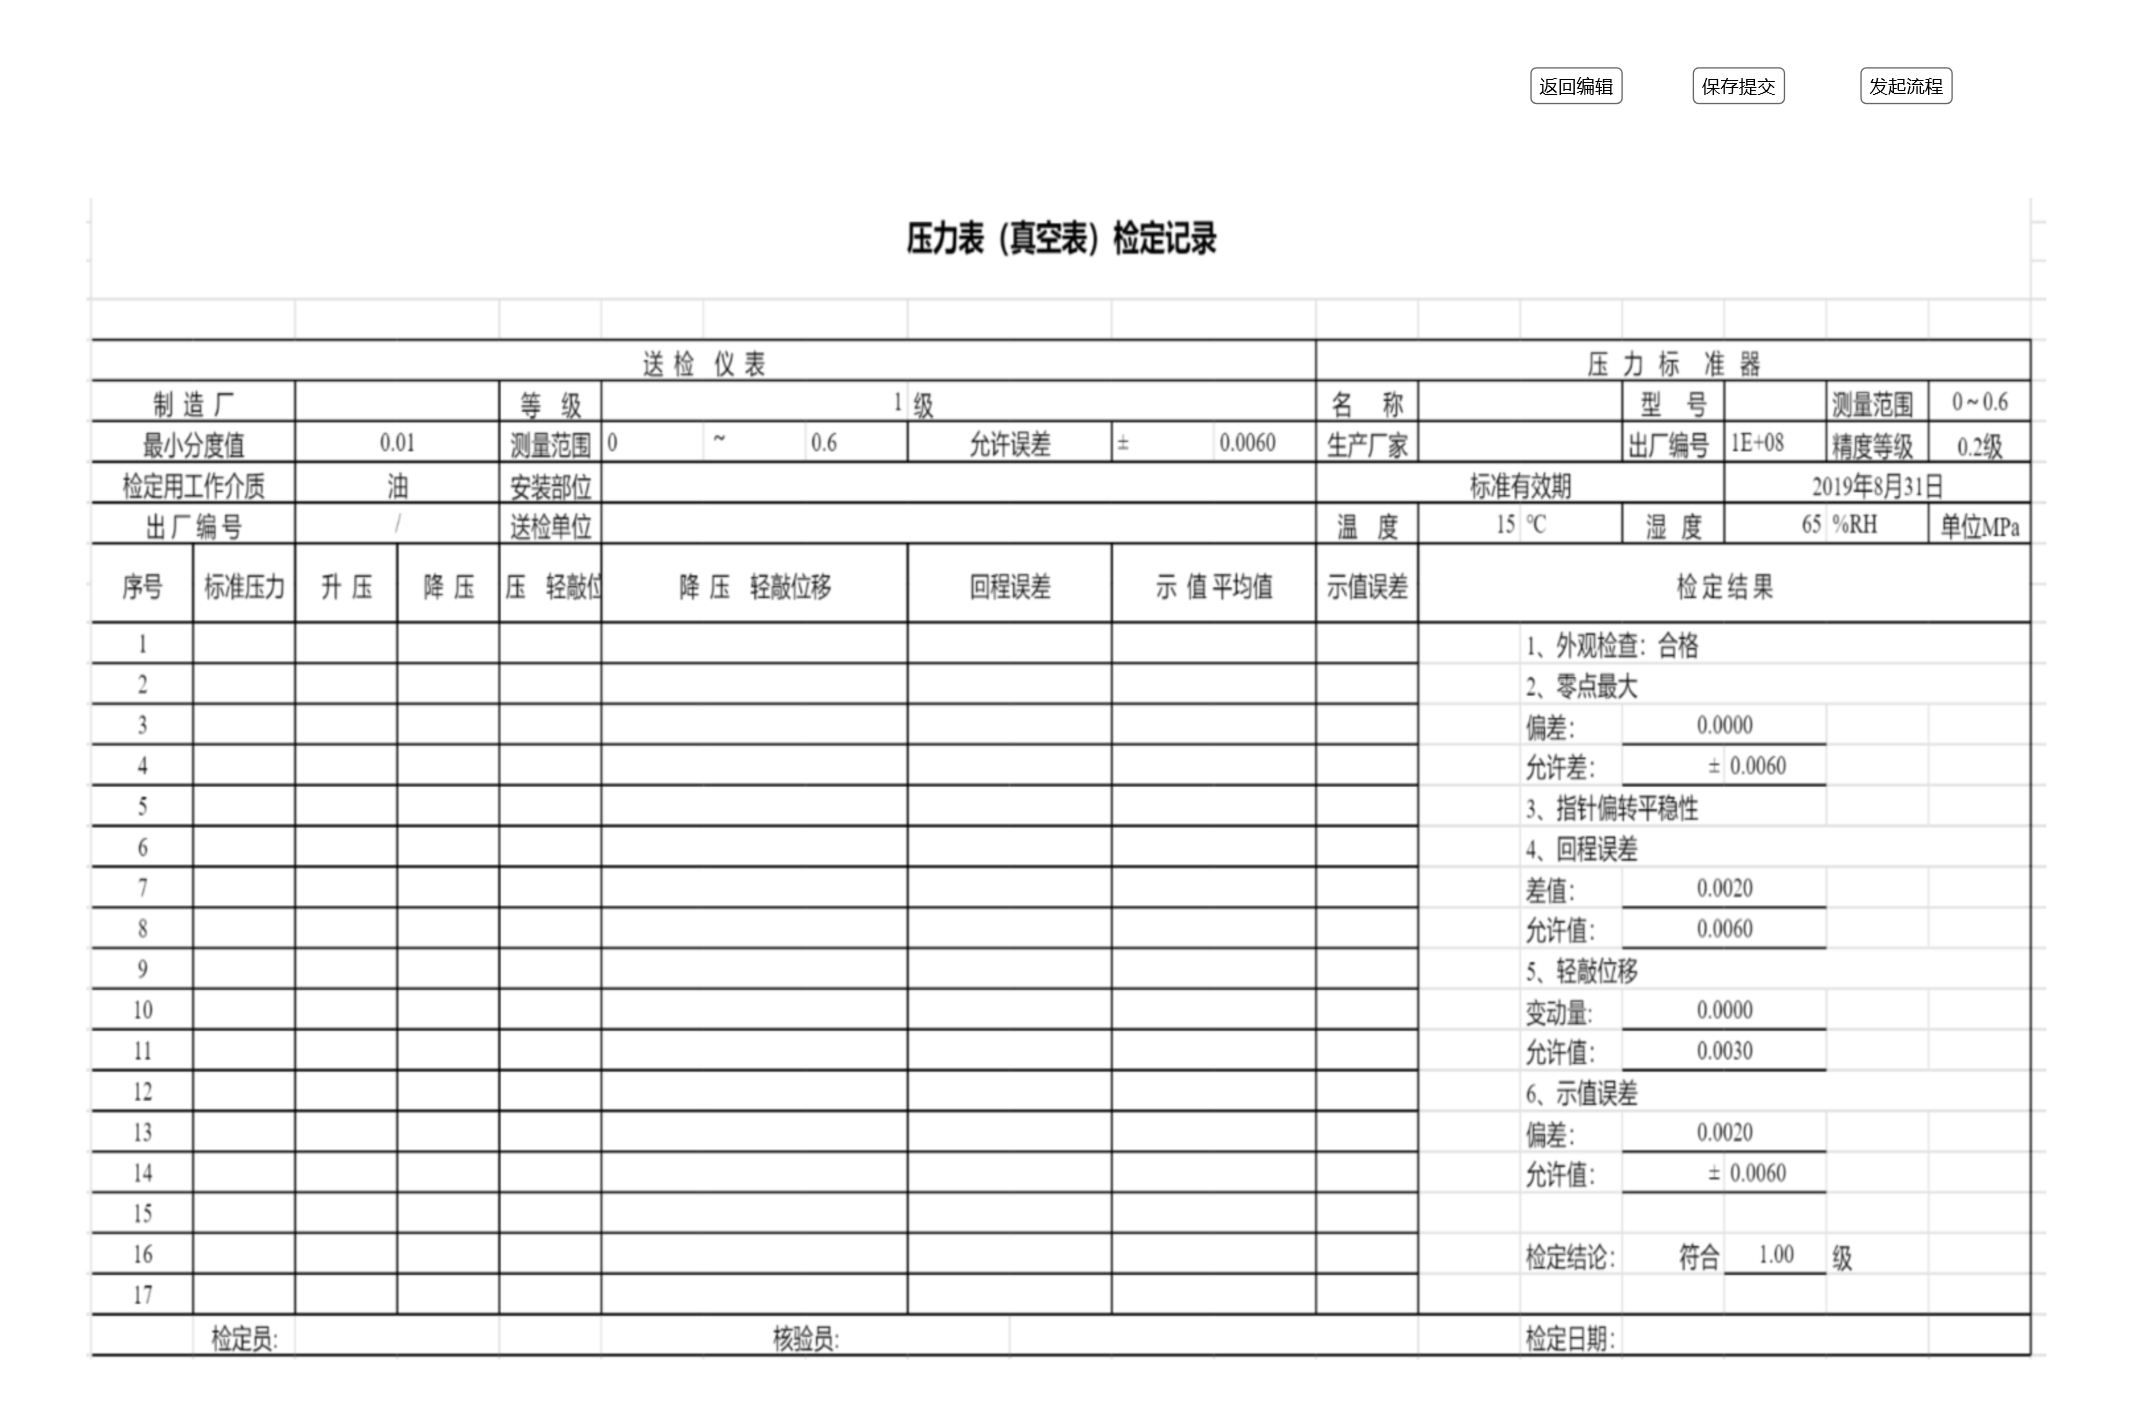 返回编辑 保存提交 发起流程
压力表（真空表）检定记录
送 检 仪 表 压 力 标 准 器
制 造 厂 等 级 1 级 名 称 型 号 测量范围 0～0.6
最小分度值 0.01 测量范围 0 ~ 0.6 允许误差 ± 0.0060 生产厂家 出厂编号 1E+08 精度等级 0.2级
检定用工作介质 油 安装部位 标准有效期 2019年8月31日
出 厂 编 号 / 送检单位 温 度 15 ℃ 湿 度 65 %RH 单位MPa
序号 标准压力 升 压 降 压 压 轻敲位 降 压 轻敲位移 回程误差 示 值 平均值 示值误差 检 定 结 果
1 1、外观检查：合格
2 2、零点最大
3 偏差： 0.0000
4 允许差： ± 0.0060
5 3、指针偏转平稳性
6 4、回程误差
7 差值： 0.0020
8 允许值： 0.0060
9 5、轻敲位移
10 变动量: 0.0000
11 允许值： 0.0030
12 6、示值误差
13 偏差： 0.0020
14 允许值： ± 0.0060
15
16 检定结论： 符合 1.00 级
17
检定员: 核验员: 检定日期：